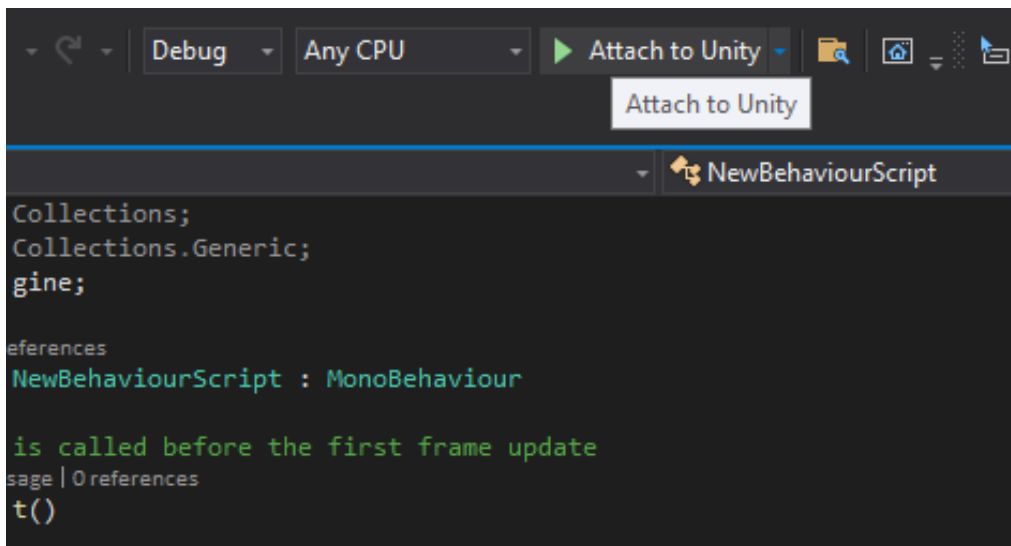 Debug Any CPU Attach to Unity
Attach to Unity
NewBehaviourScript
Collections;
Collections.Generic;
gine;
eferences
NewBehaviourScript : MonoBehaviour
is called before the first frame update
sage | 0 references
t()